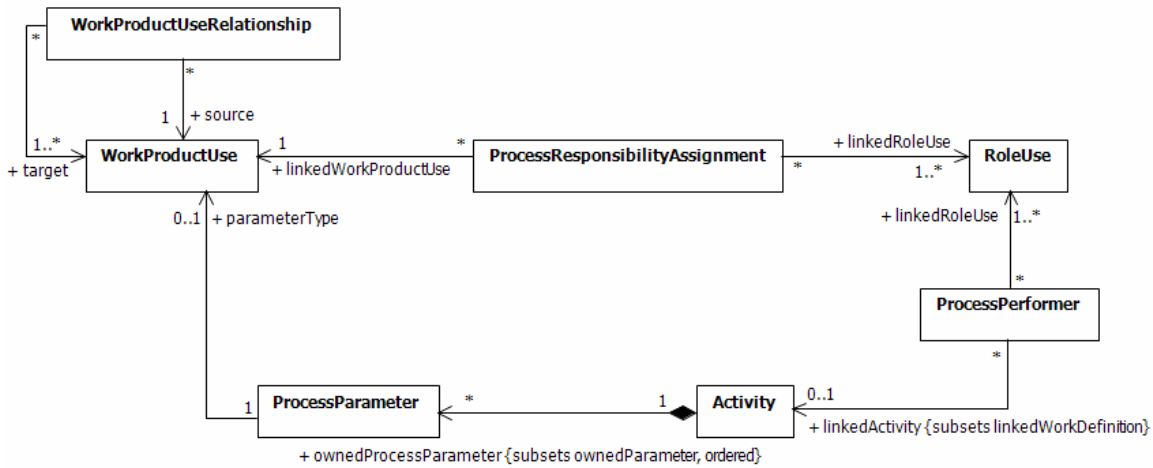 WorkProductUseRelationship
*
*
1
+ source
1..*
+ target
WorkProductUse
1
+ linkedWorkProductUse
*
ProcessResponsibilityAssignment
*
+ linkedRoleUse
1..*
RoleUse
0..1
+ parameterType
+ linkedRoleUse
1..*
*
ProcessPerformer
*
1
ProcessParameter
*
1
Activity
0..1
+ linkedActivity {subsets linkedWorkDefinition}
+ ownedProcessParameter {subsets ownedParameter, ordered}